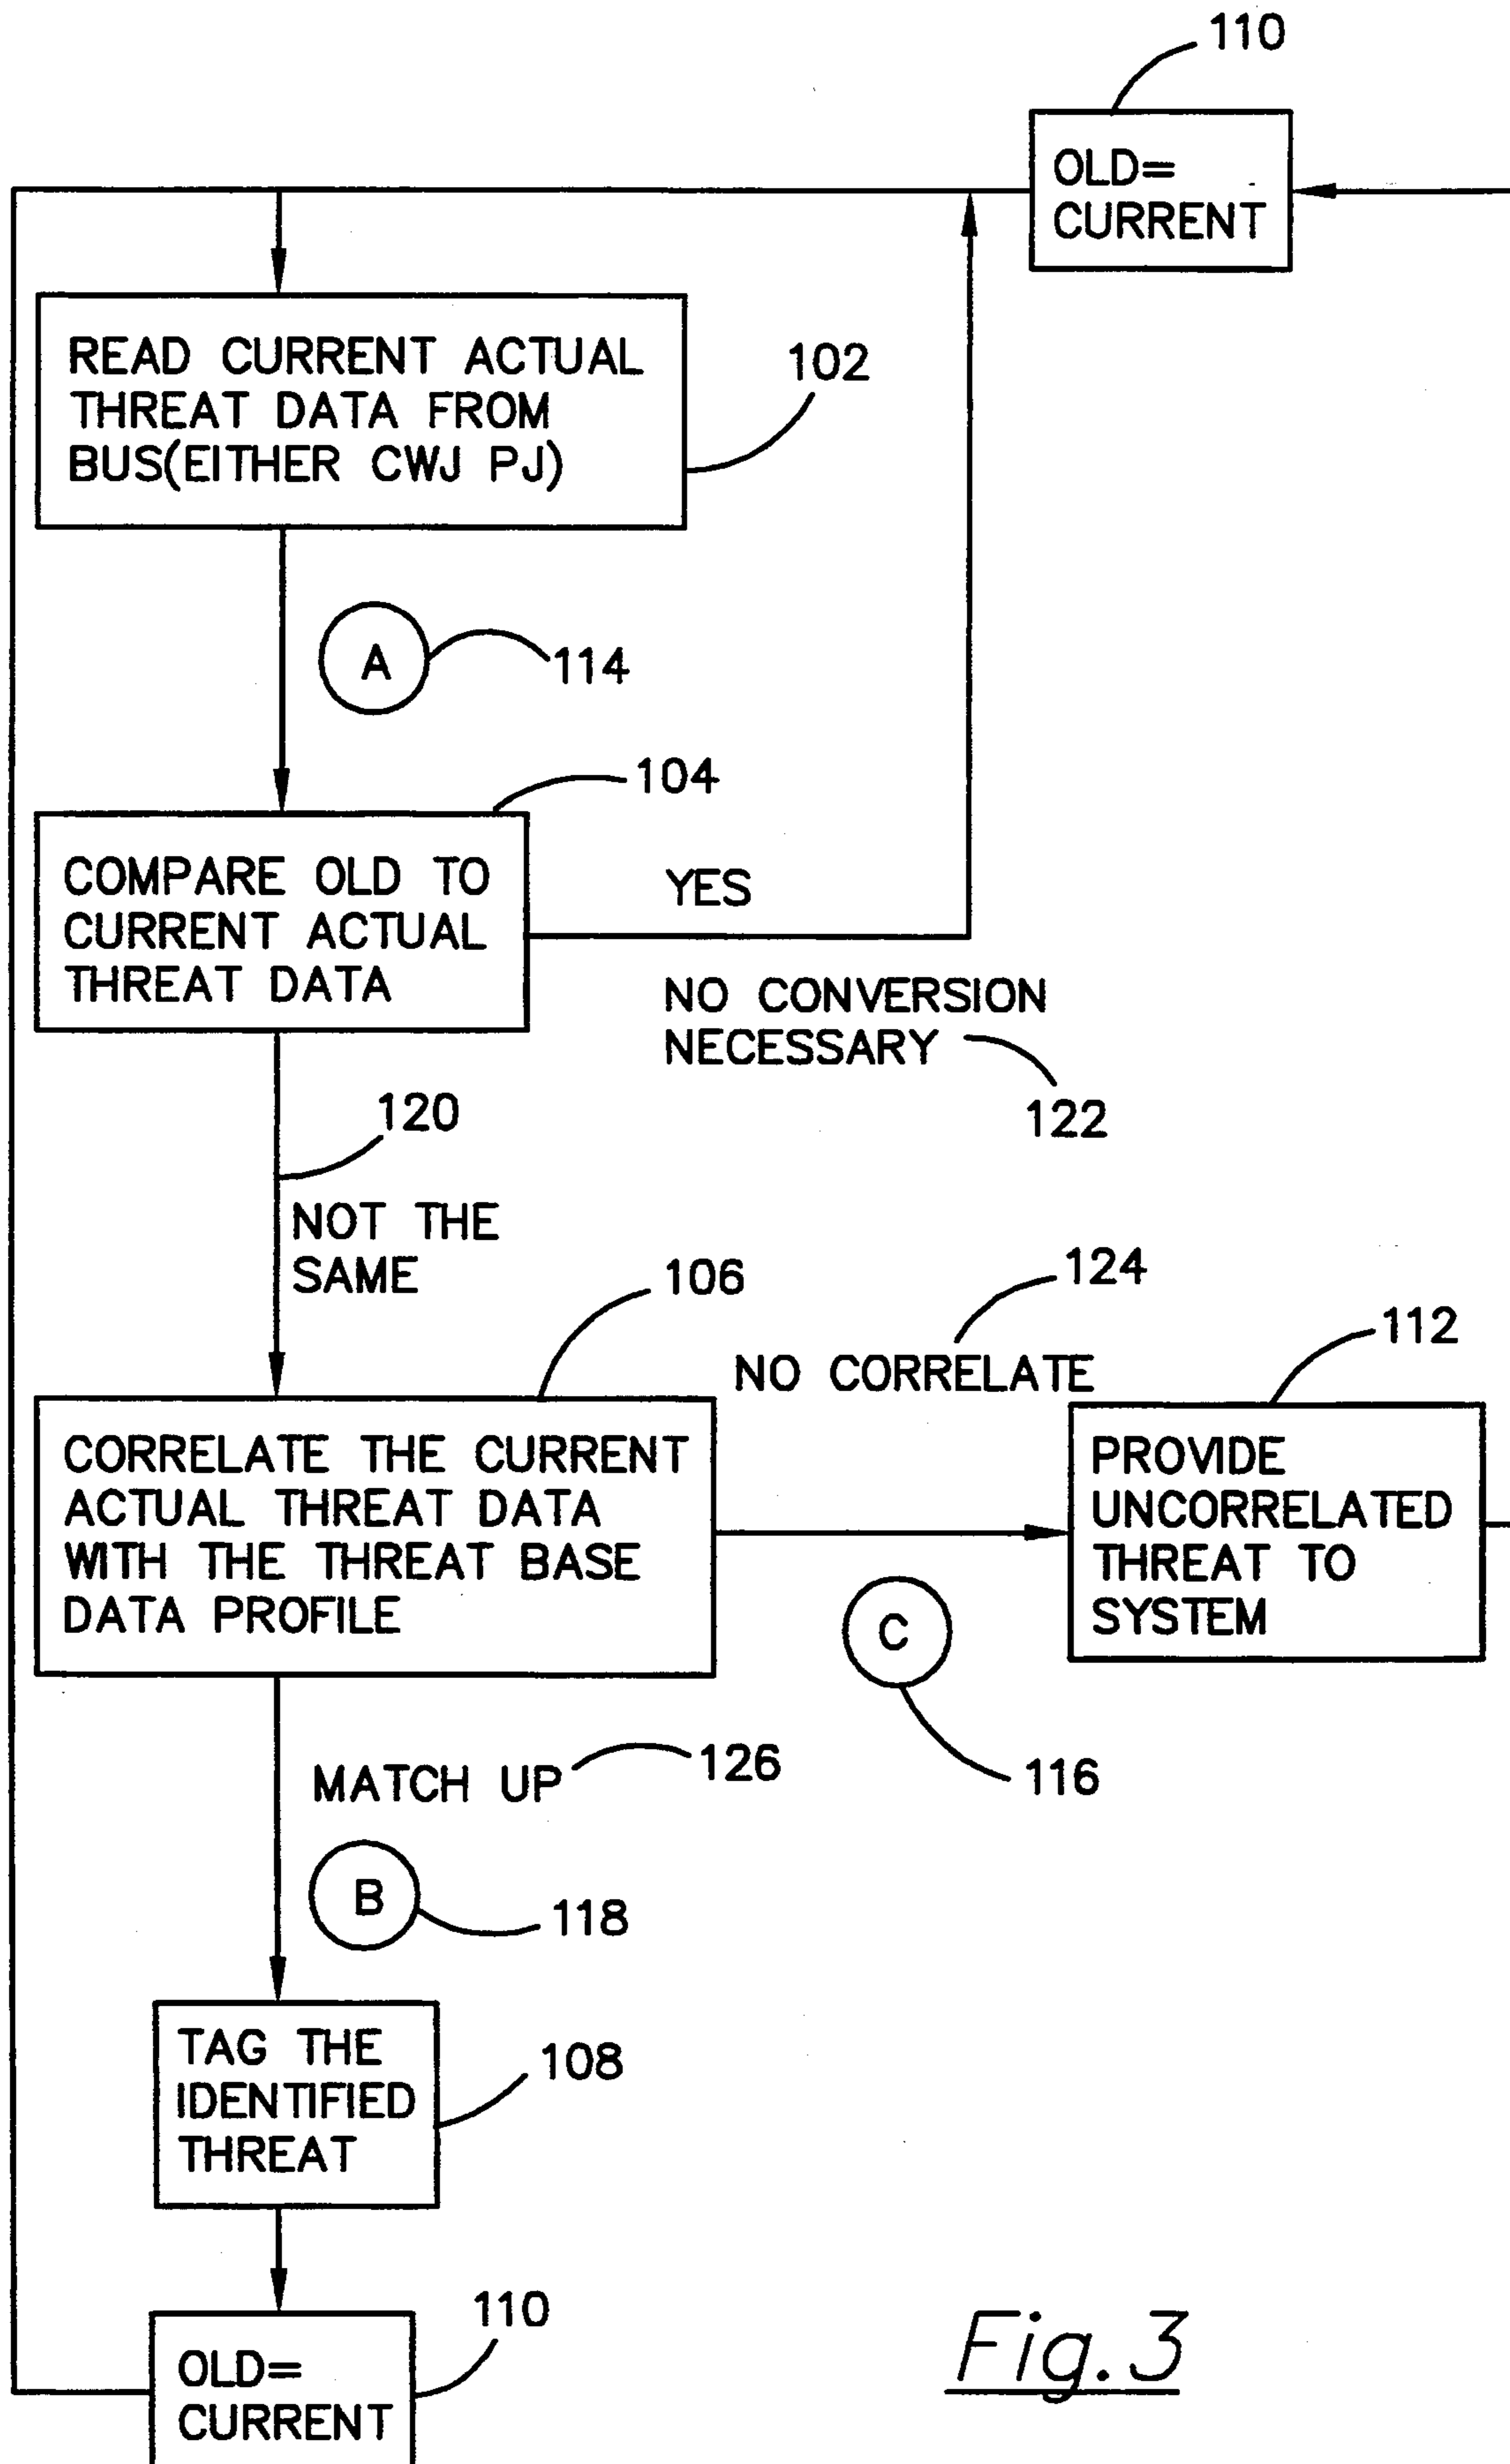 110
OLD=
CURRENT
READ CURRENT ACTUAL
THREAT DATA FROM
BUS(EITHER CWJ PJ)
102
A
114
104
COMPARE OLD TO
CURRENT ACTUAL
THREAT DATA
YES
NO CONVERSION
NECESSARY
122
120
NOT THE
SAME
106
124
NO CORRELATE
112
CORRELATE THE CURRENT
ACTUAL THREAT DATA
WITH THE THREAT BASE
DATA PROFILE
PROVIDE
UNCORRELATED
THREAT TO
SYSTEM
C
116
MATCH UP
126
B
118
TAG THE
IDENTIFIED
THREAT
108
110
OLD=
CURRENT
Fig.3